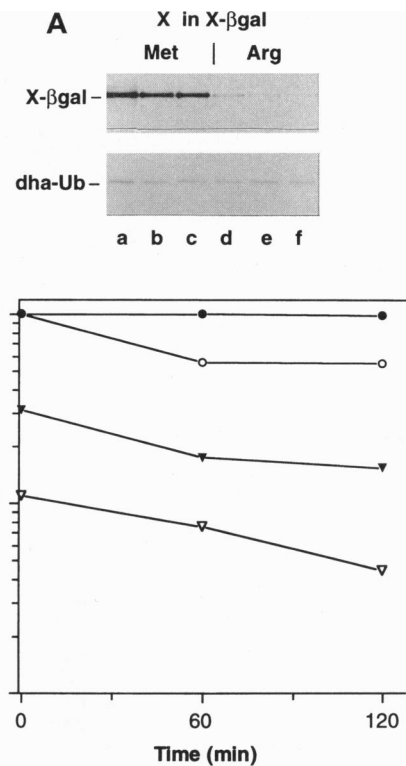 A X in X-βgal
Met | Arg
X-βgal –
dha-Ub –
a b c d e f
0 60 120
Time (min)